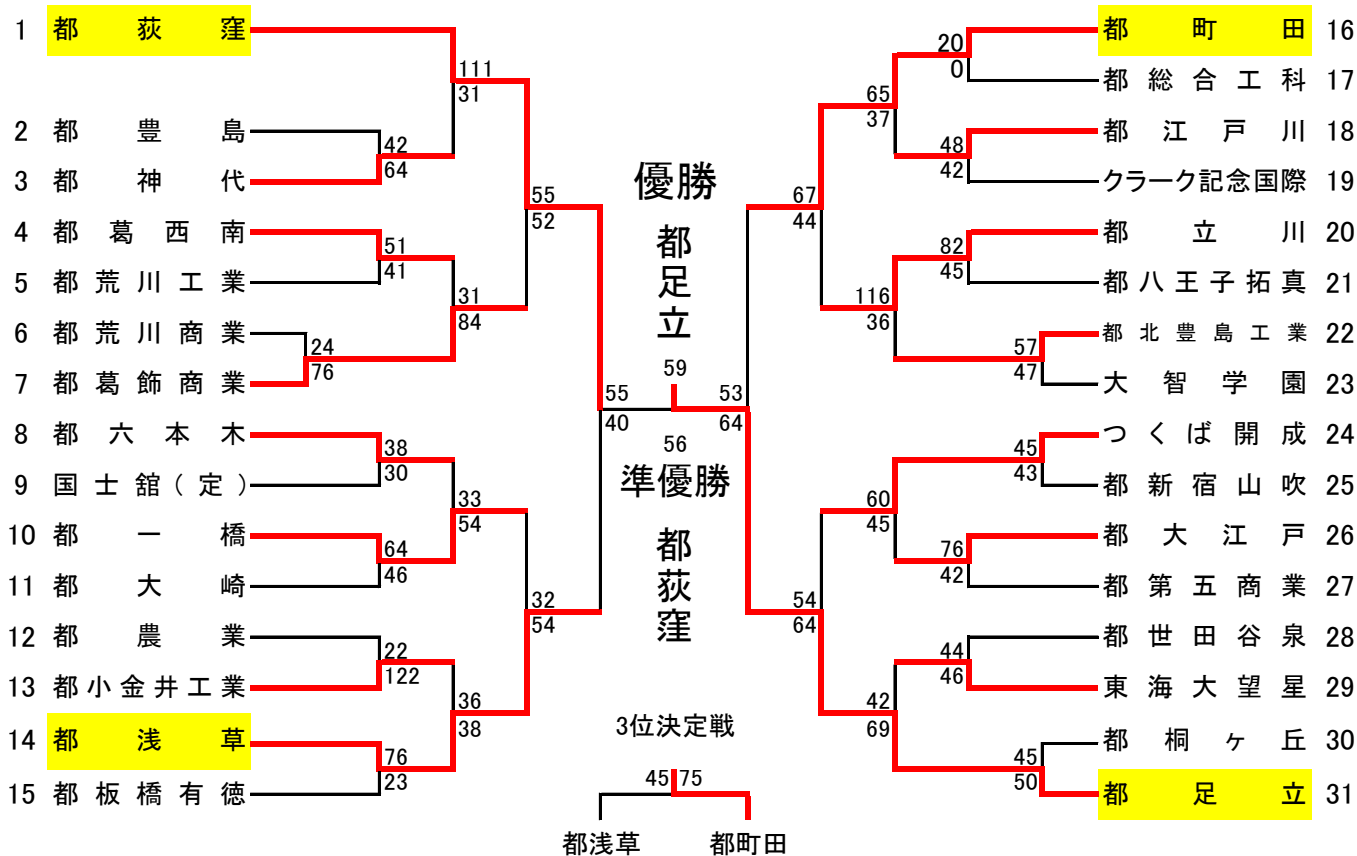 1 都荻窪
111
31
2 都豊島
42
3 都神代
64
55
52
4 都葛西南
51
5 都荒川工業
41
31
84
6 都荒川商業
24
7 都葛飾商業
76
55
40
8 都六本木
38
9 国士舘(定)
30
33
54
10 都一橋
64
11 都大崎
46
32
54
12 都農業
22
13 都小金井工業
122
36
38
14 都浅草
76
15 都板橋有徳
23
優勝
都足立
59
56
準優勝
都荻窪
3位決定戦
45 75
都浅草 都町田
都町田 16
20
0
都総合工科 17
65
37
都江戸川 18
48
42
クラーク記念国際 19
67
44
都立川 20
82
45
都八王子拓真 21
116
36
都北豊島工業 22
57
47
大智学園 23
53
64
つくば開成 24
45
43
都新宿山吹 25
60
45
都大江戸 26
76
42
都第五商業 27
54
64
都世田谷泉 28
44
46
東海大望星 29
42
69
都桐ヶ丘 30
45
50
都足立 31